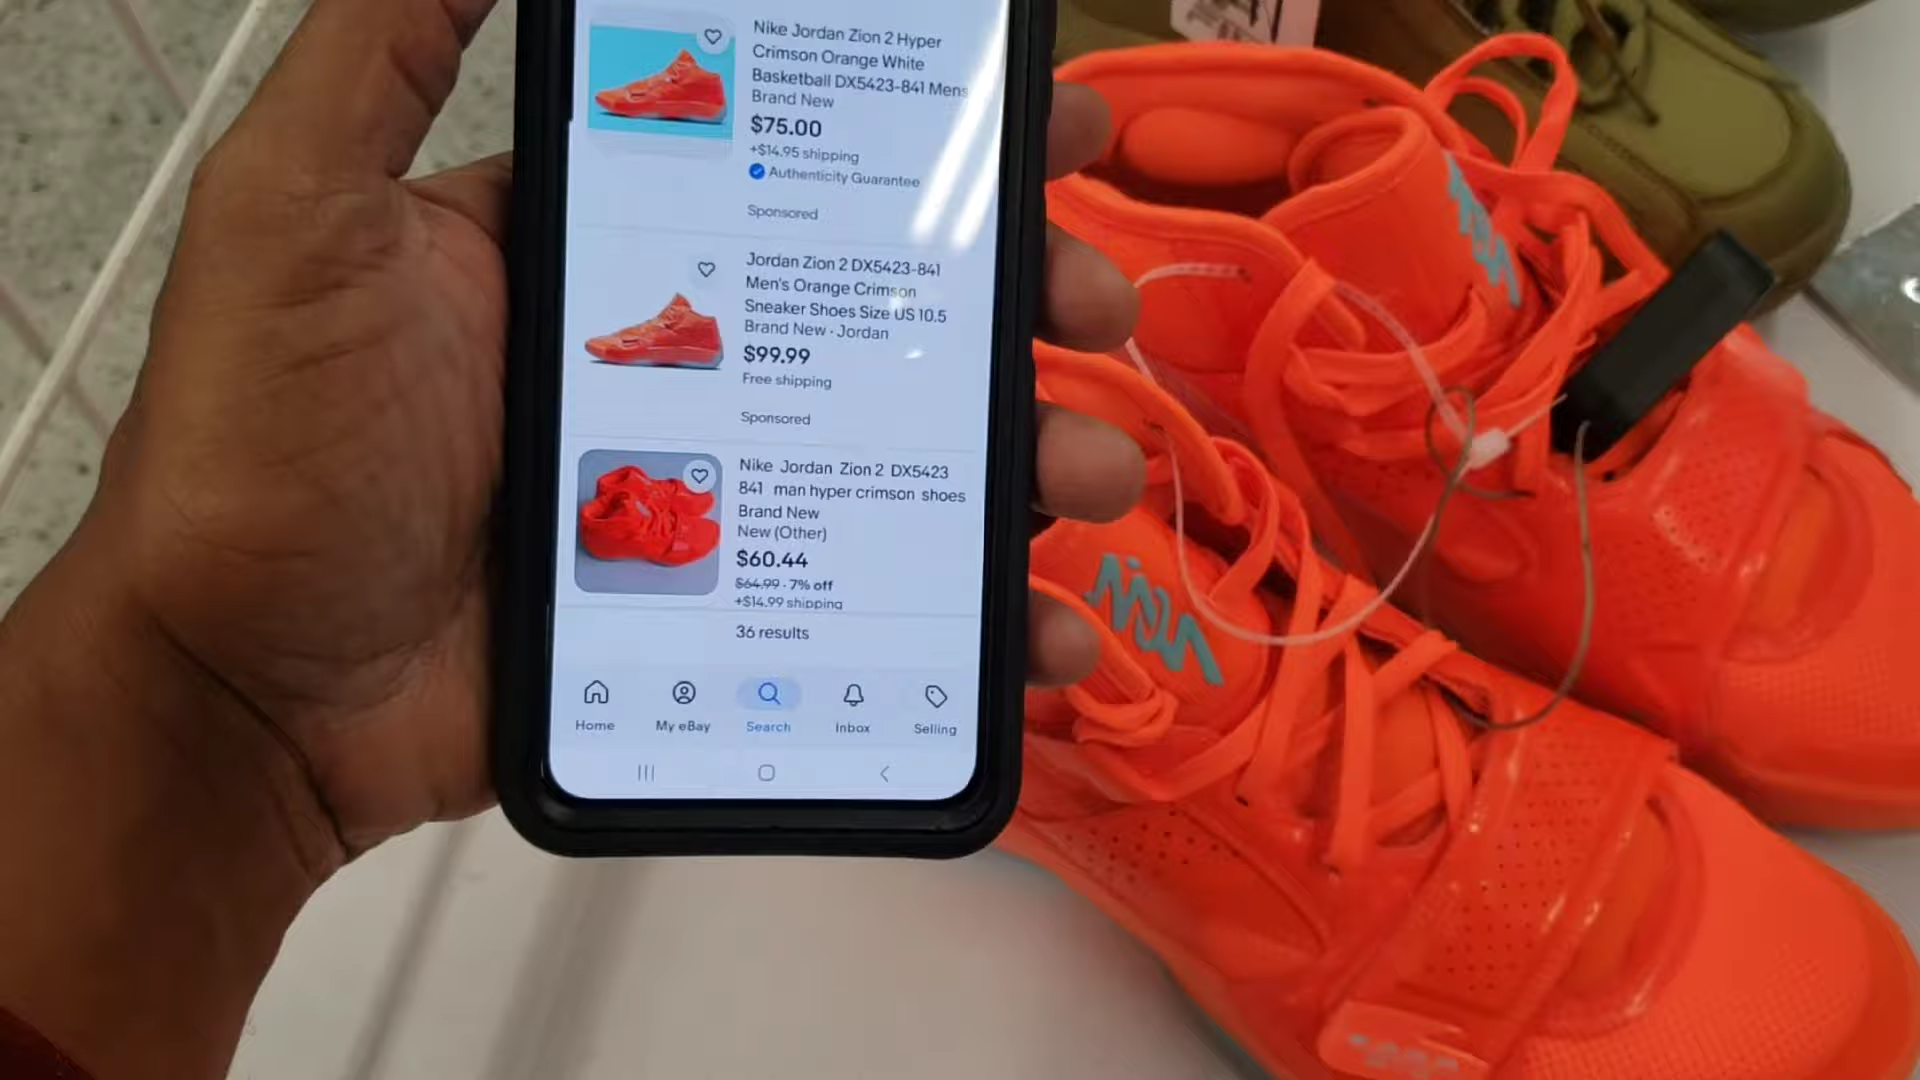 Nike Jordan Zion 2 Hyper
Crimson Orange White
Basketball DX5423-841 Mens
Brand New
$75.00
+$14.95 shipping
Authenticity Guarantee
Sponsored
Jordan Zion 2 DX5423-841
Men's Orange Crimson
Sneaker Shoes Size US 10.5
Brand New · Jordan
$99.99
Free shipping
Sponsored
Nike Jordan Zion 2 DX5423
841 man hyper crimson shoes
Brand New
New (Other)
$60.44
$64.99 · 7% off
+$14.99 shipping
36 results
Home
My eBay
Search
Inbox
Selling